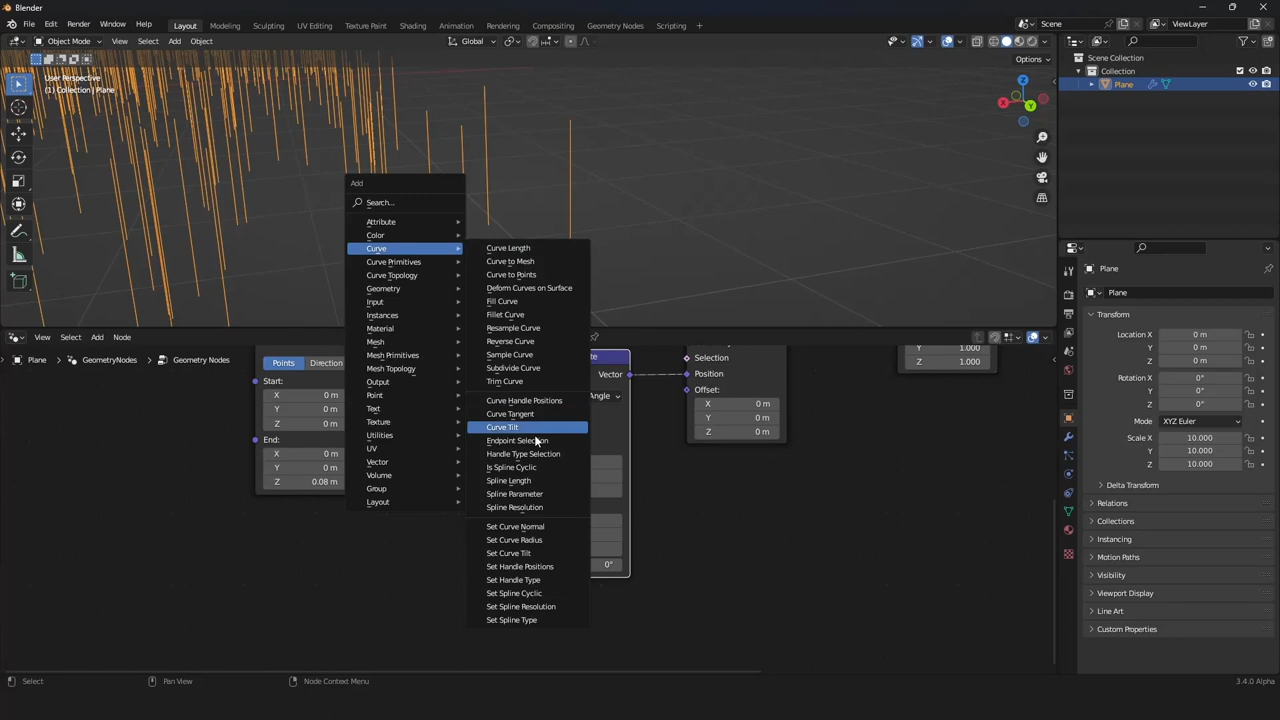 Blender
File Edit Render Window Help
Layout Modeling Sculpting UV Editing Texture Paint Shading Animation Rendering Compositing Geometry Nodes Scripting +
Scene
ViewLayer
Object Mode View Select Add Object
Global
Options
User Perspective
(1) Collection | Plane
Z
X
Y
Scene Collection
Collection
Plane
Add
Search...
Attribute
Color
Curve
Curve Primitives
Curve Topology
Geometry
Input
Instances
Material
Mesh
Mesh Primitives
Mesh Topology
Output
Point
Text
Texture
Utilities
UV
Vector
Volume
Group
Layout
Curve Length
Curve to Mesh
Curve to Points
Deform Curves on Surface
Fill Curve
Fillet Curve
Resample Curve
Reverse Curve
Sample Curve
Subdivide Curve
Trim Curve
Curve Handle Positions
Curve Tangent
Curve Tilt
Endpoint Selection
Handle Type Selection
Is Spline Cyclic
Spline Length
Spline Parameter
Spline Resolution
Set Curve Normal
Set Curve Radius
Set Curve Tilt
Set Handle Positions
Set Handle Type
Set Spline Cyclic
Set Spline Resolution
Set Spline Type
View Select Add Node
Plane > GeometryNodes > Geometry Nodes
Points Direction
Start:
X 0 m
Y 0 m
Z 0 m
End:
X 0 m
Y 0 m
Z 0.08 m
Vector
Angle
0°
Selection
Position
Offset:
X 0 m
Y 0 m
Z 0 m
Y 1.000
Z 1.000
Plane
Plane
Transform
Location X 0 m
Y 0 m
Z 0 m
Rotation X 0°
Y 0°
Z 0°
Mode XYZ Euler
Scale X 10.000
Y 10.000
Z 10.000
Delta Transform
Relations
Collections
Instancing
Motion Paths
Visibility
Viewport Display
Line Art
Custom Properties
Select Pan View Node Context Menu 3.4.0 Alpha